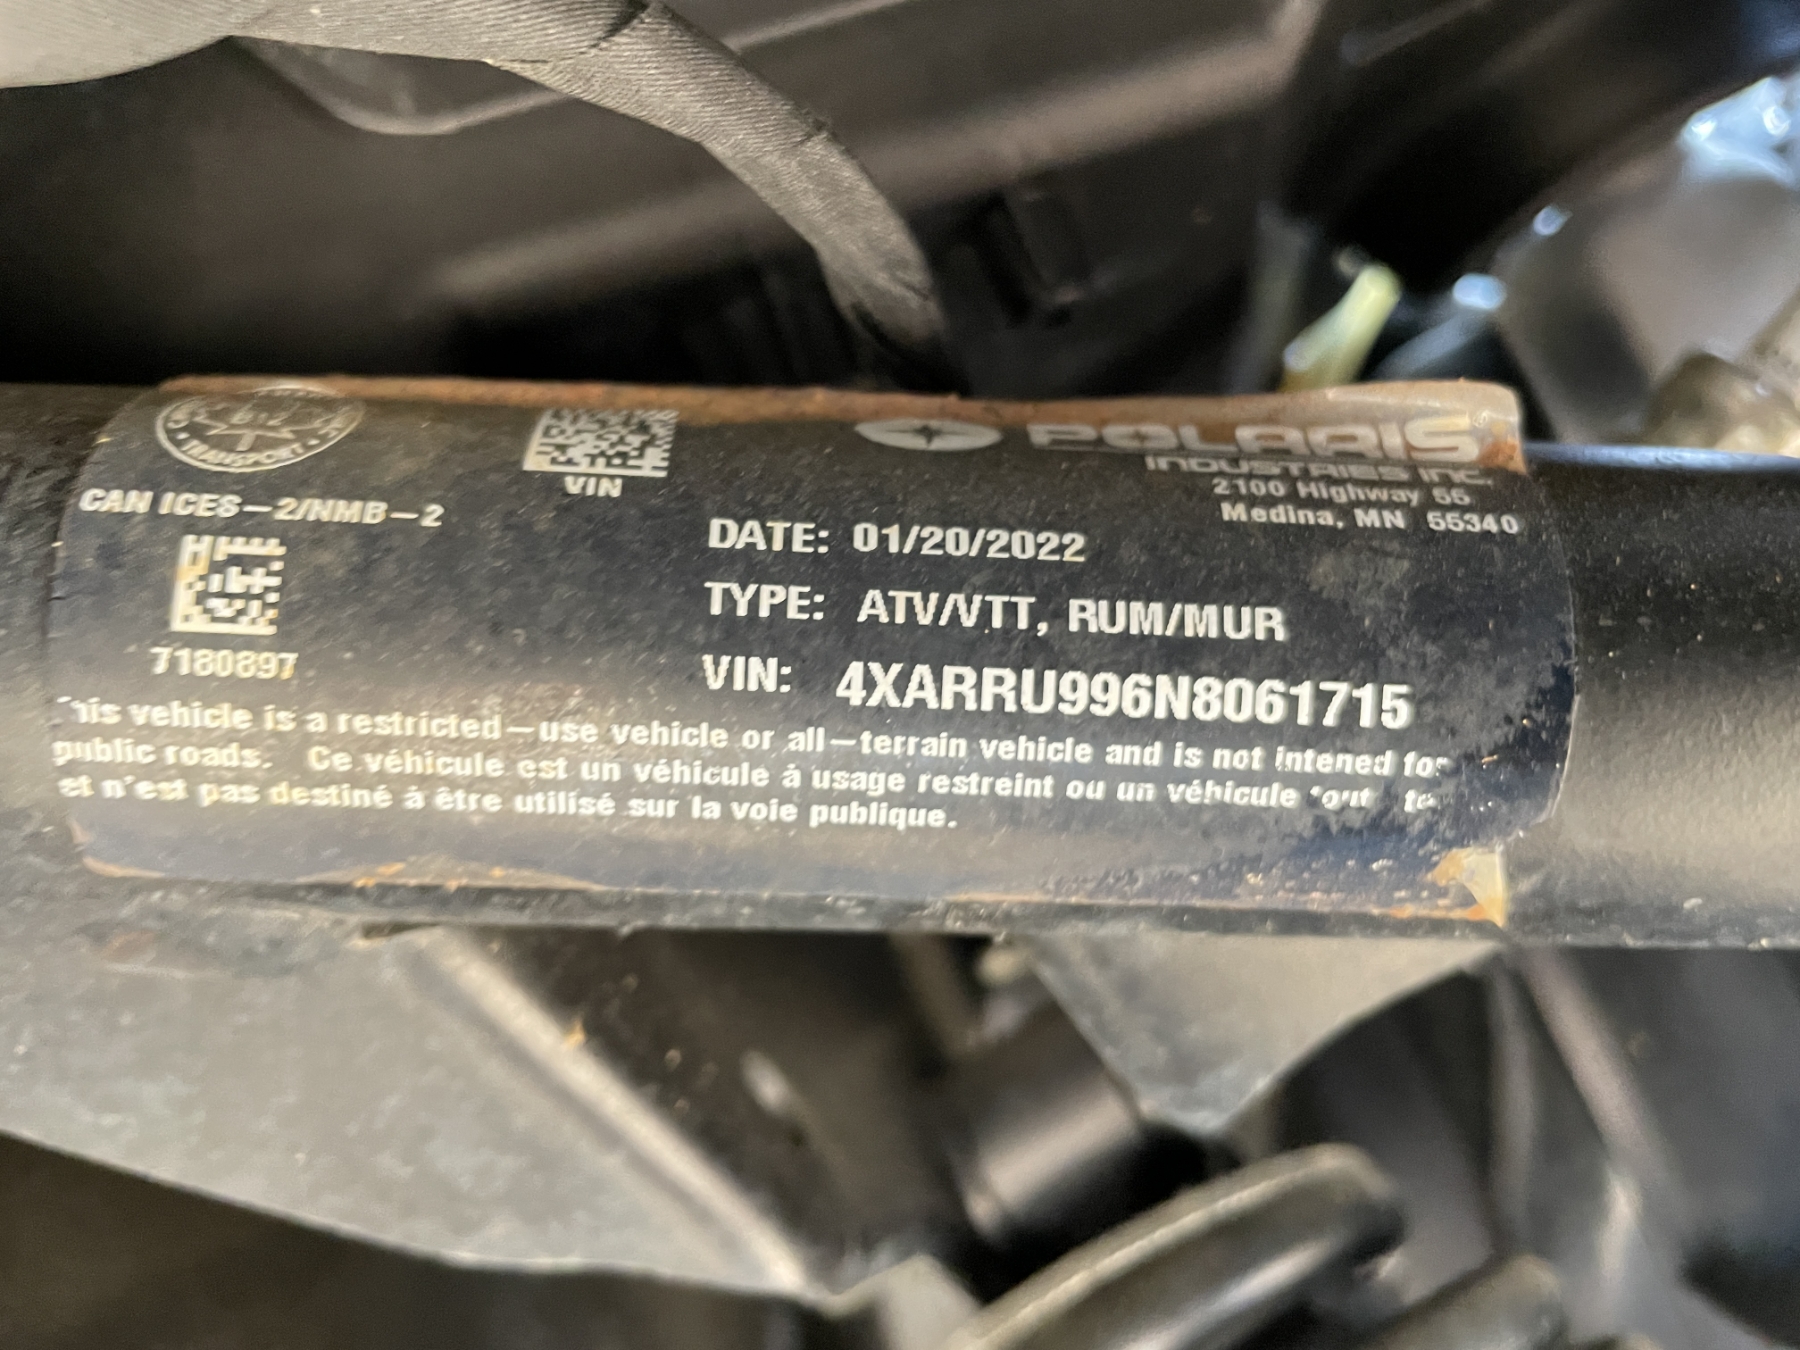 TRANSPORT
CAN ICES-2/NMB-2
7180897
VIN
POLARIS
INDUSTRIES INC.
2100 Highway 55
Medina, MN 55340
DATE: 01/20/2022
TYPE: ATV/VTT, RUM/MUR
VIN: 4XARRU996N8061715
his vehicle is a restricted-use vehicle or all-terrain vehicle and is not intened for
public roads. Ce véhicule est un véhicule à usage restreint ou un véhicule
et n'est pas destiné à être utilisé sur la voie publique.